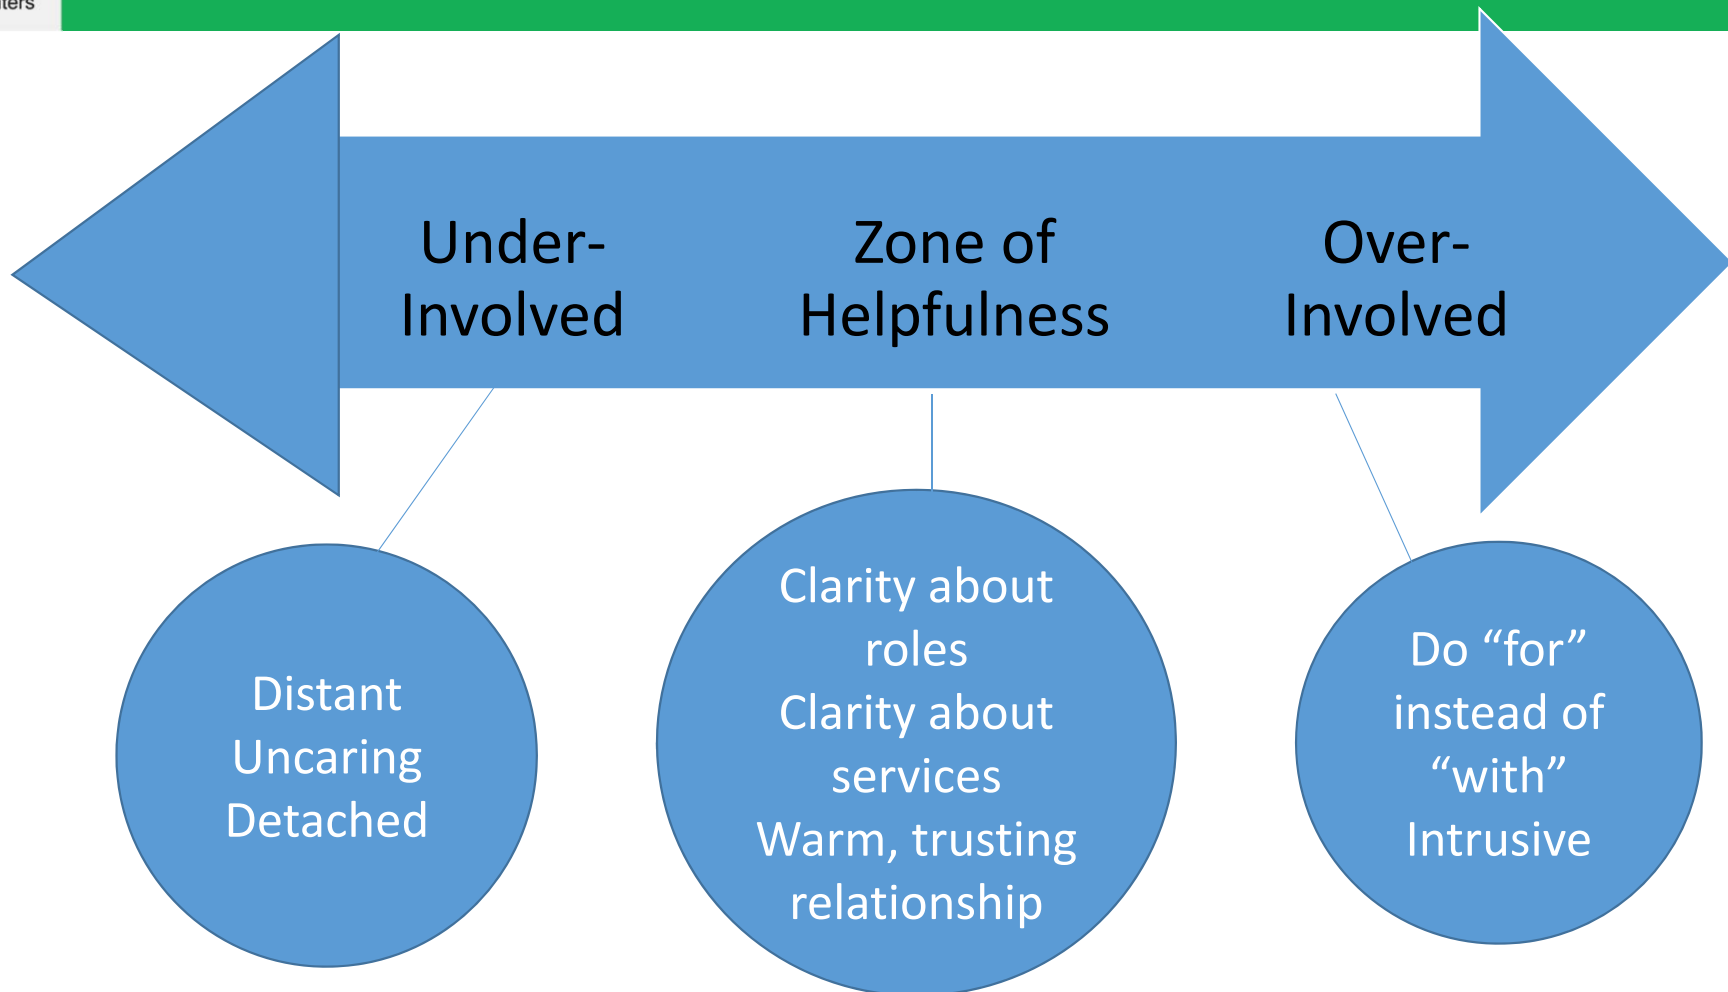 Under-
Involved
Zone of
Helpfulness
Over-
Involved
Distant
Uncaring
Detached
Clarity about
roles
Clarity about
services
Warm, trusting
relationship
Do “for”
instead of
“with”
Intrusive